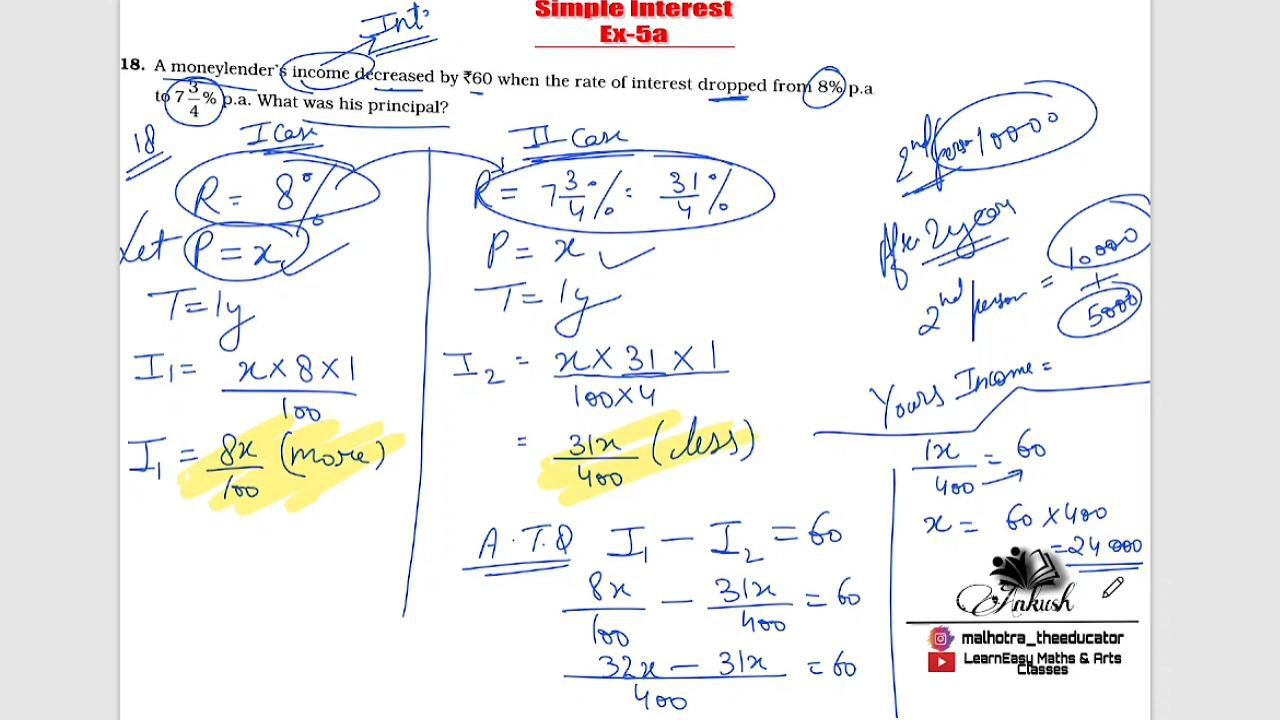 Simple Interest
Ex-5a
Int.
18. A moneylender's income decreased by ₹60 when the rate of interest dropped from 8% p.a
to 7 3/4 % p.a. What was his principal?
18
I Case
R = 8%
Let P = x
T = 1y
I₁ = x × 8 × 1 / 100
I₁ = 8x/100 (more)
II Case
R = 7 3/4 % = 31/4 %
P = x
T = 1y
I₂ = x × 31 × 1 / 100 × 4
= 31x/400 (less)
A.T.Q I₁ − I₂ = 60
8x/100 − 31x/400 = 60
32x − 31x / 400 = 60
2nd person 10000
2 year
2nd person = 10000
+
5000
Yours Income =
1x/400 = 60
x = 60 × 400
= 24000
Ankush
malhotra_theeducator
LearnEasy Maths & Arts
Classes